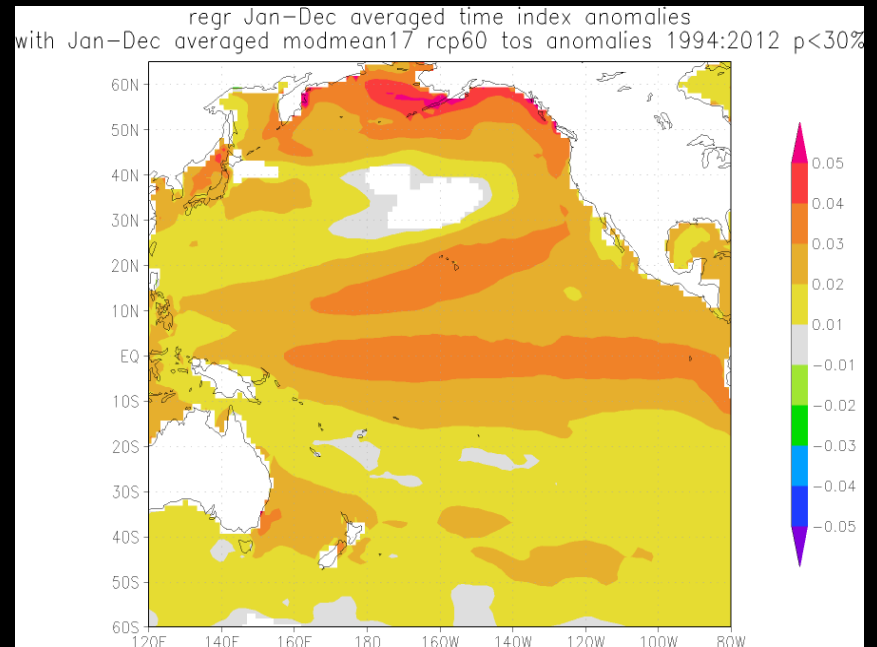 regr Jan-Dec averaged time index anomalies
with Jan-Dec averaged modmean17 rcp60 tos anomalies 1994:2012 p<30%
60N
50N
40N
30N
20N
10N
EQ
10S
20S
30S
40S
50S
60S
120E 140E 160E 180 160W 140W 120W 100W 80W
0.05
0.04
0.03
0.02
0.01
-0.01
-0.02
-0.03
-0.04
-0.05